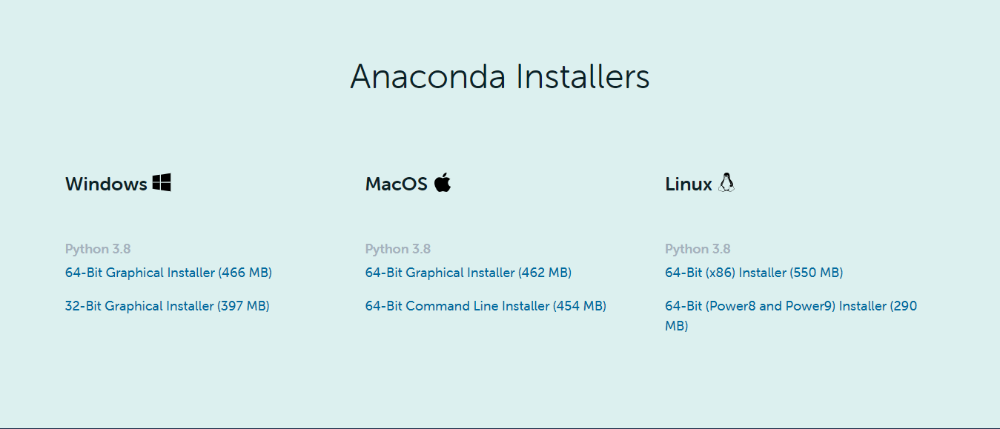 Anaconda Installers
Windows
Python 3.8
64-Bit Graphical Installer (466 MB)
32-Bit Graphical Installer (397 MB)
MacOS
Python 3.8
64-Bit Graphical Installer (462 MB)
64-Bit Command Line Installer (454 MB)
Linux
Python 3.8
64-Bit (x86) Installer (550 MB)
64-Bit (Power8 and Power9) Installer (290
MB)